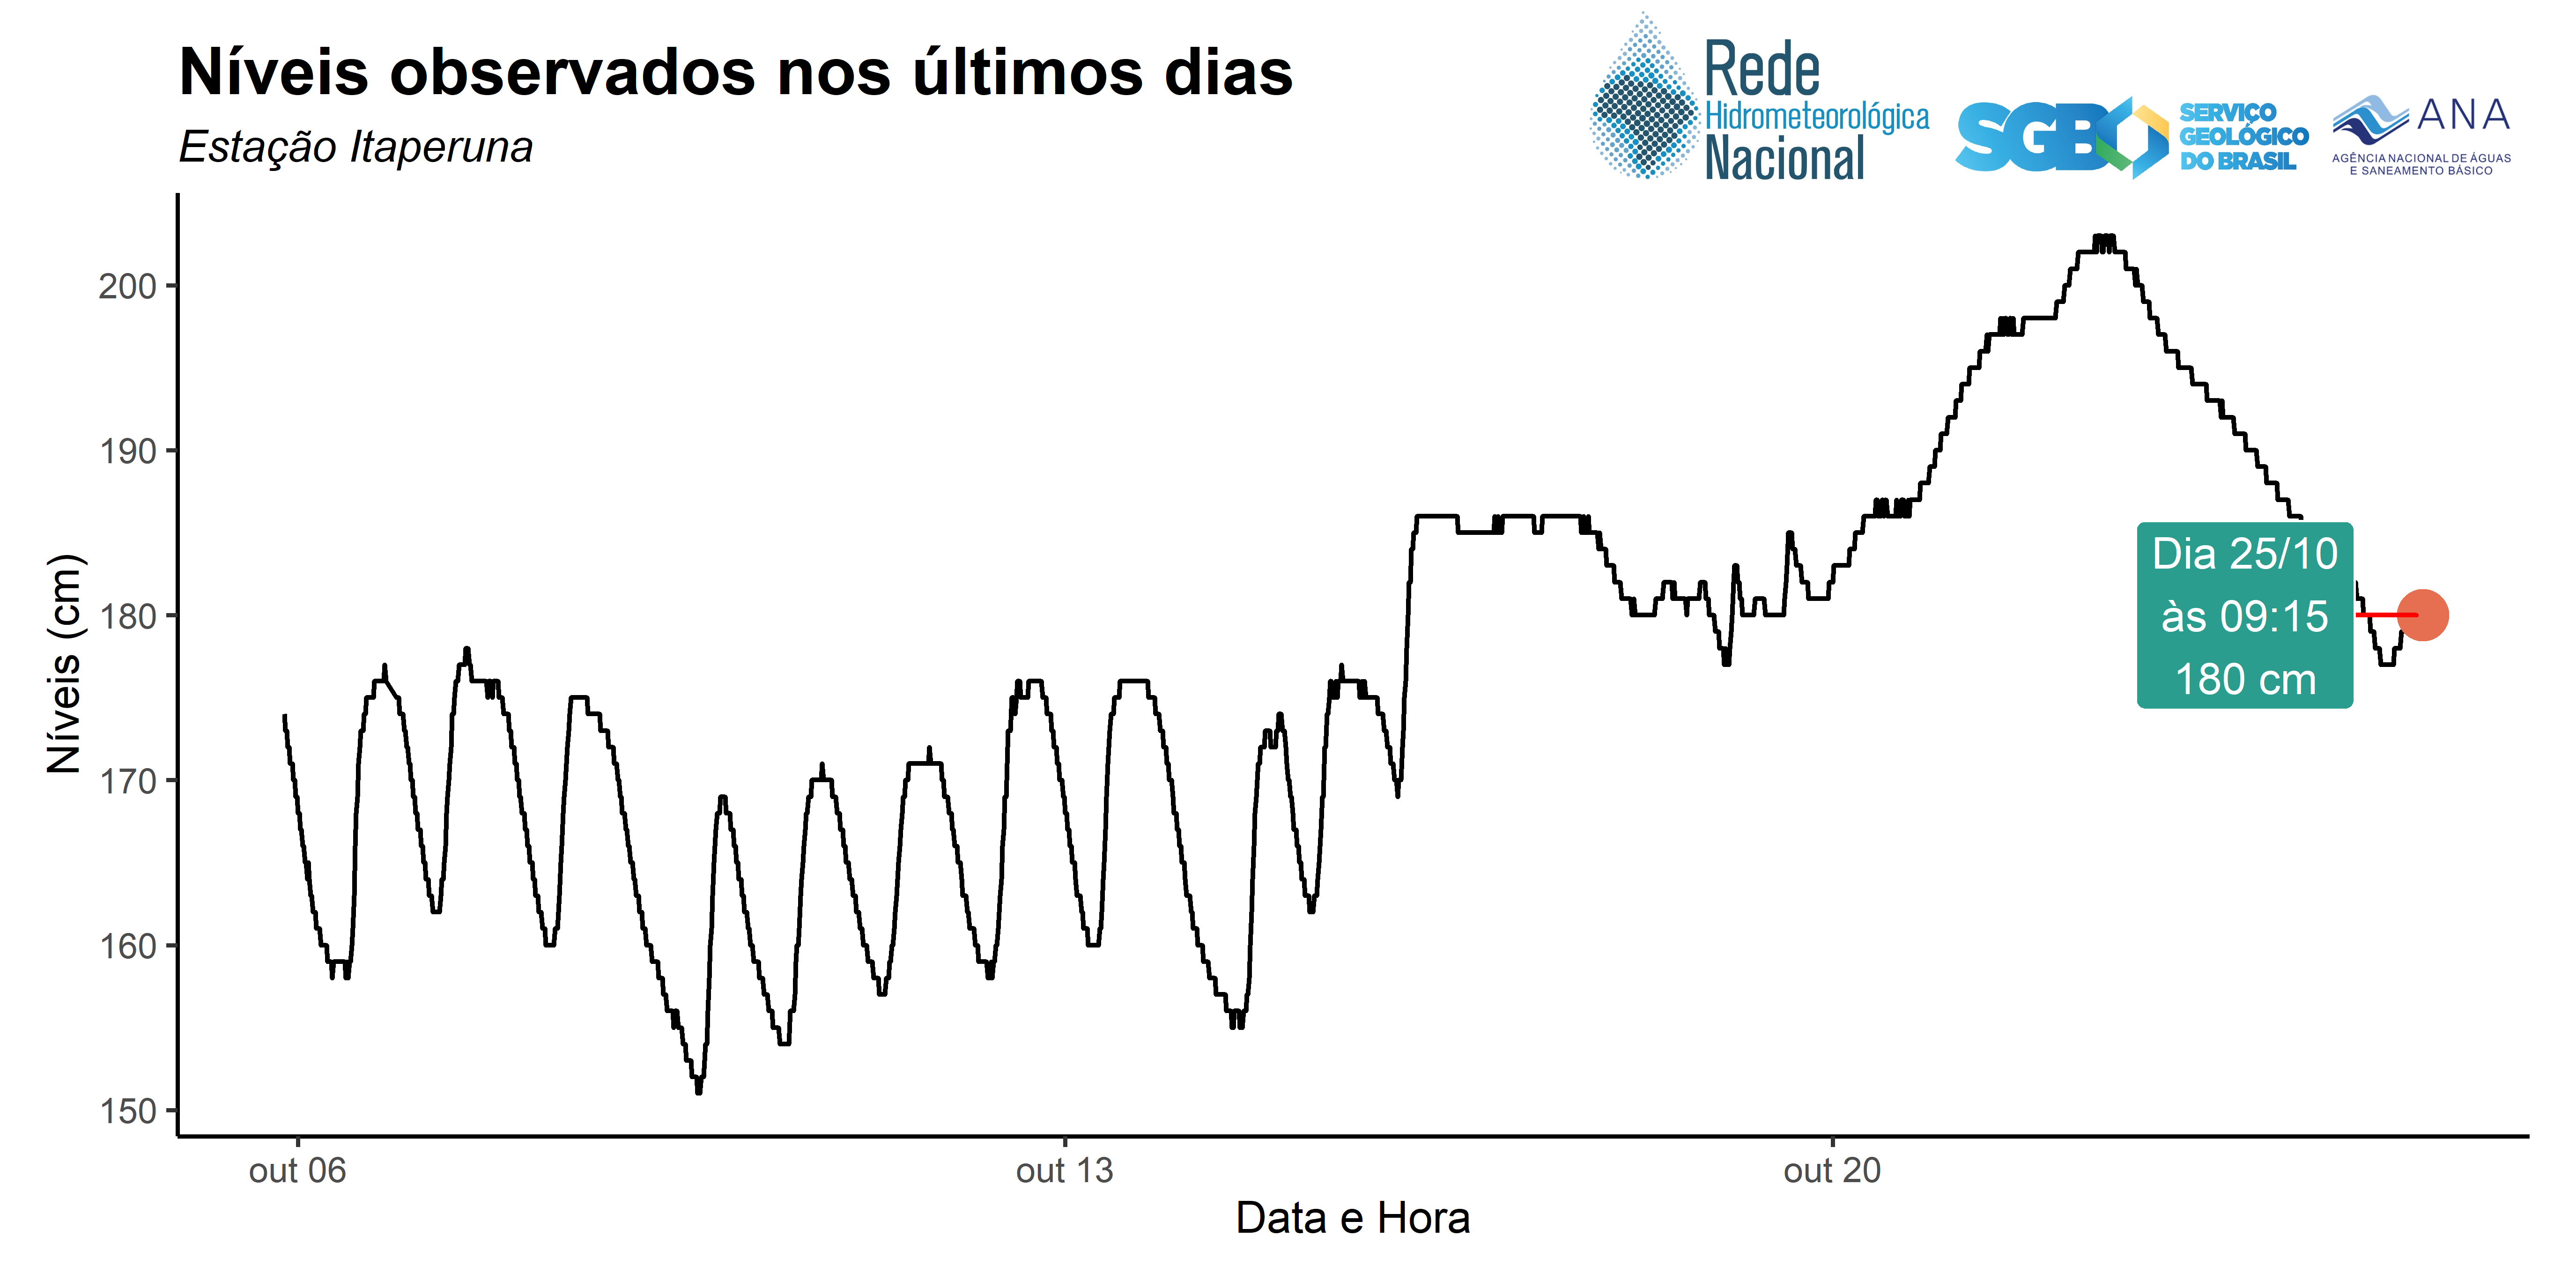 Níveis observados nos últimos dias
Estação Itaperuna
Rede
Hidrometeorológica
Nacional
SGB
SERVIÇO
GEOLÓGICO
DO BRASIL
ANA
AGÊNCIA NACIONAL DE ÁGUAS
E SANEAMENTO BÁSICO
Níveis (cm)
200
190
180
170
160
150
Dia 25/10
às 09:15
180 cm
out 06
out 13
out 20
Data e Hora